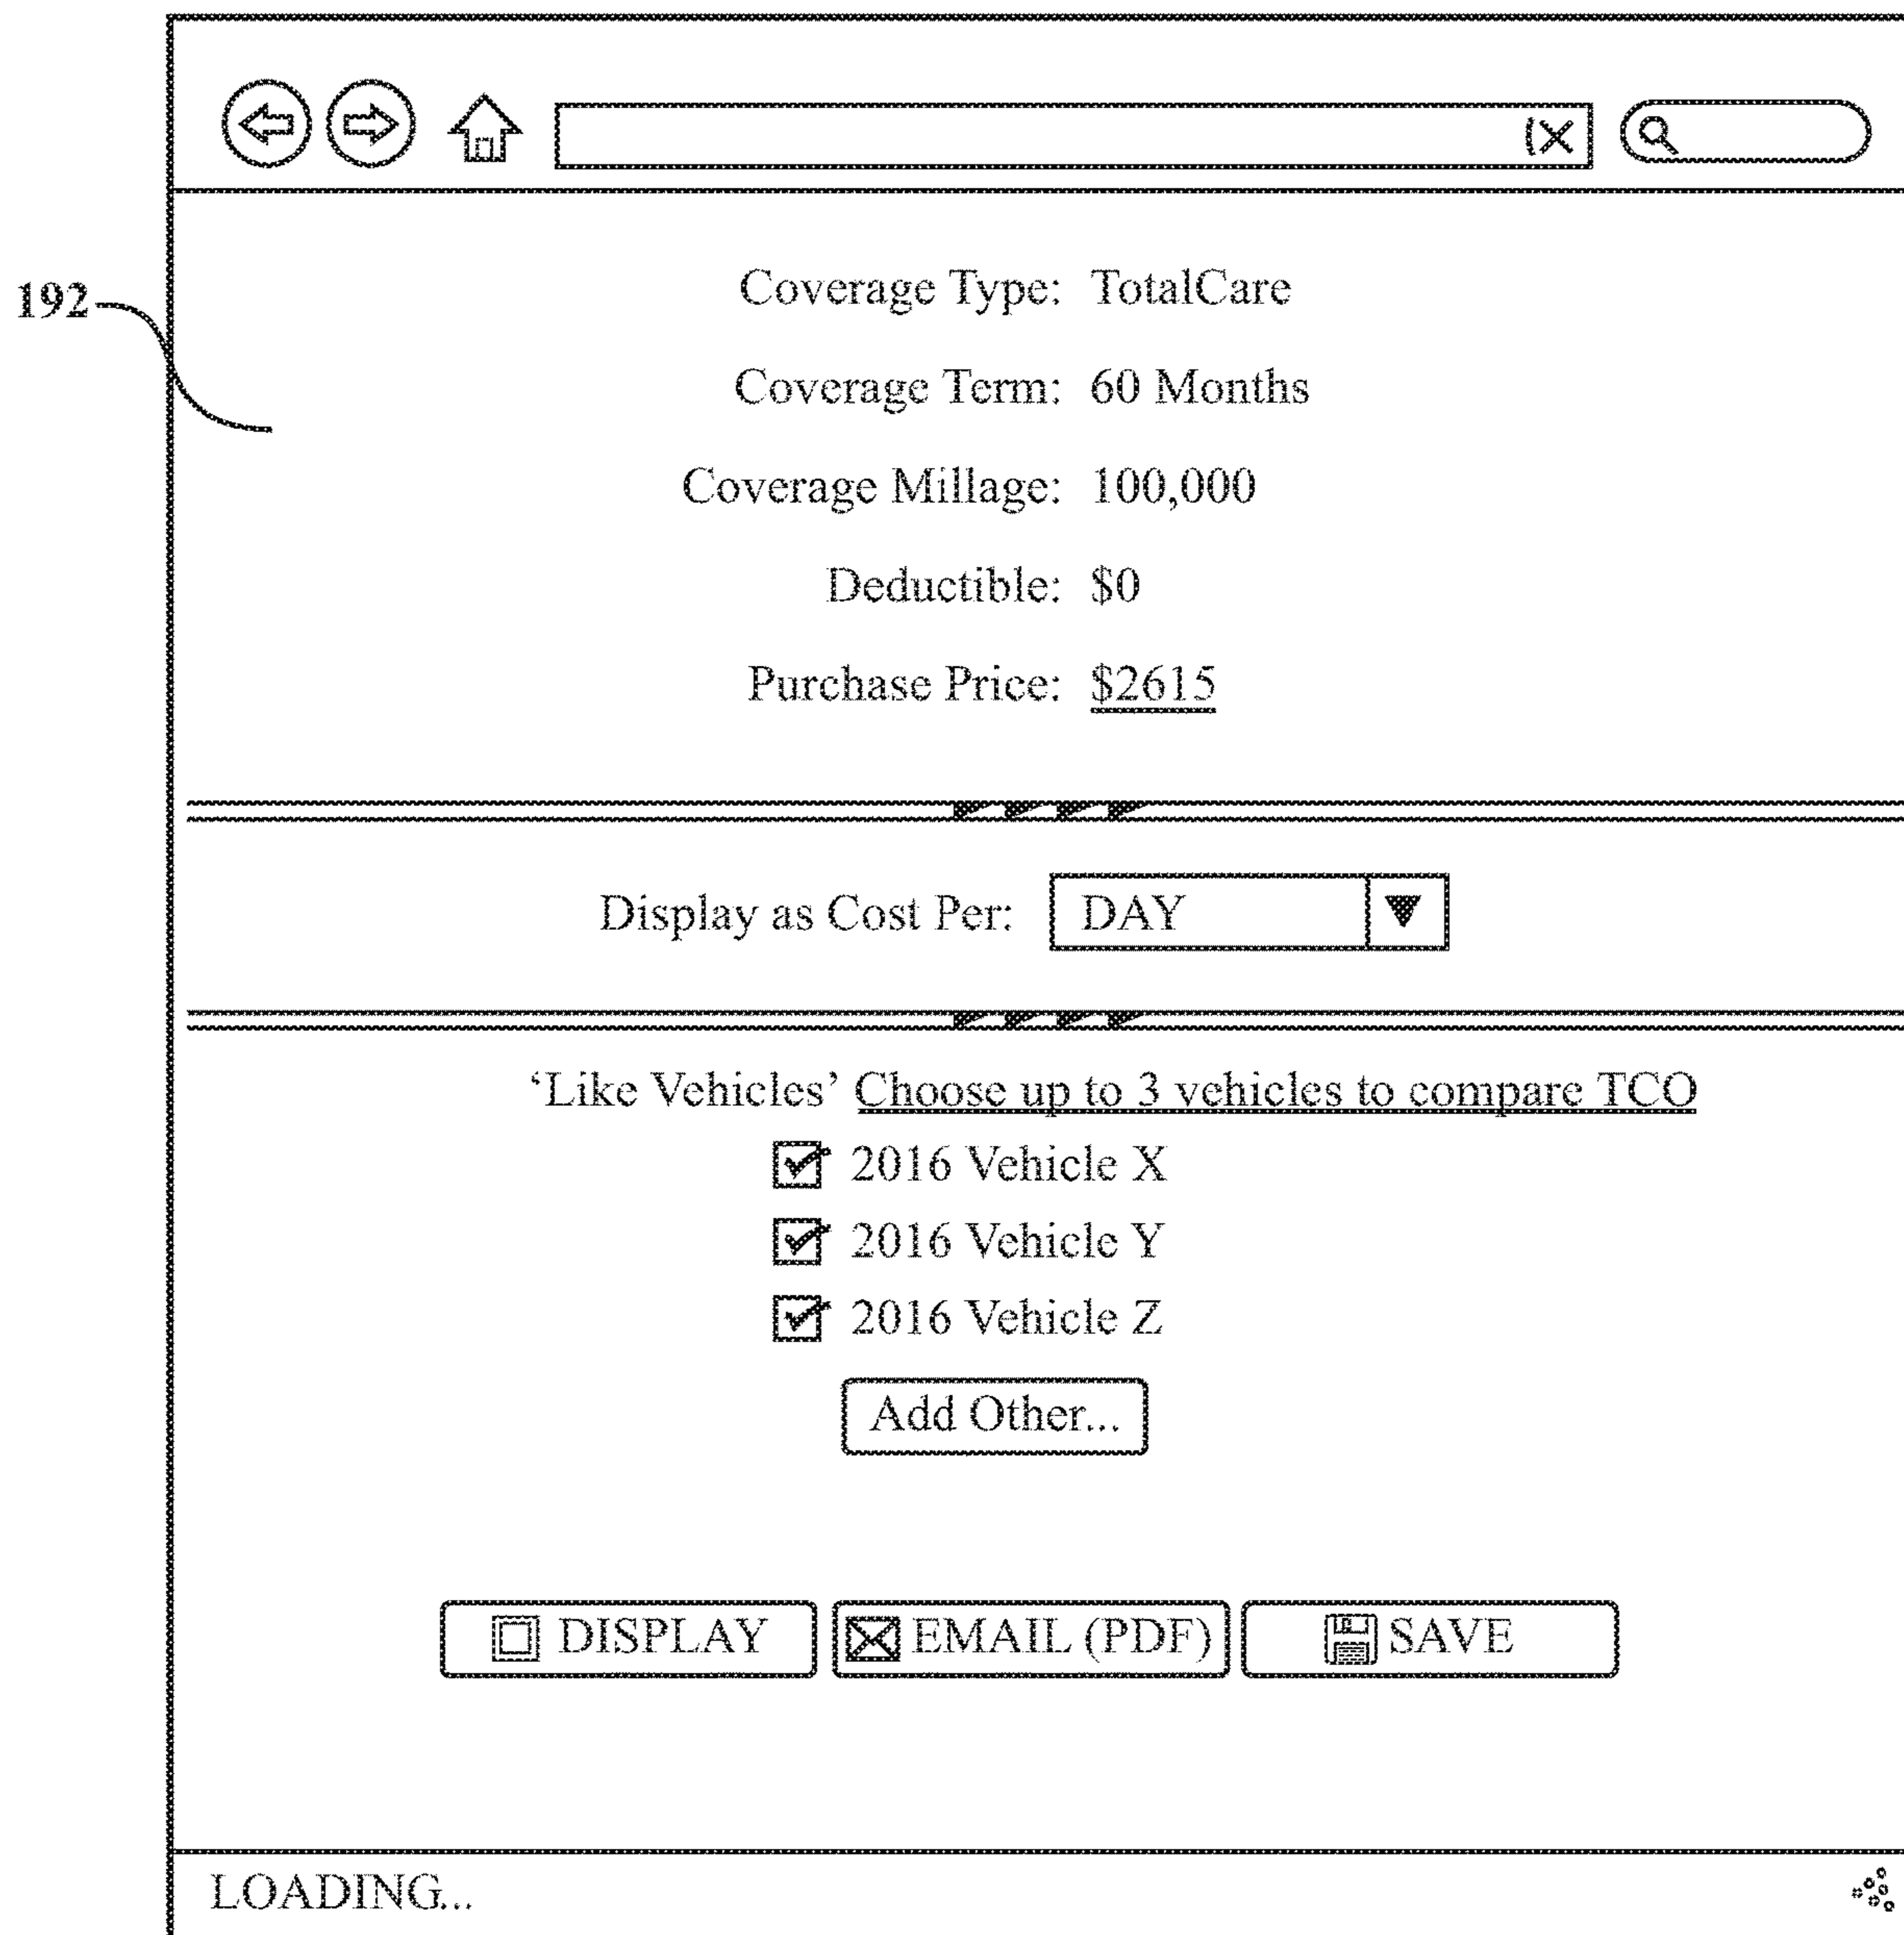 192
Coverage Type: TotalCare
Coverage Term: 60 Months
Coverage Millage: 100,000
Deductible: $0
Purchase Price: $2615
Display as Cost Per: DAY
‘Like Vehicles’ Choose up to 3 vehicles to compare TCO
2016 Vehicle X
2016 Vehicle Y
2016 Vehicle Z
Add Other...
DISPLAY EMAIL (PDF) SAVE
LOADING...